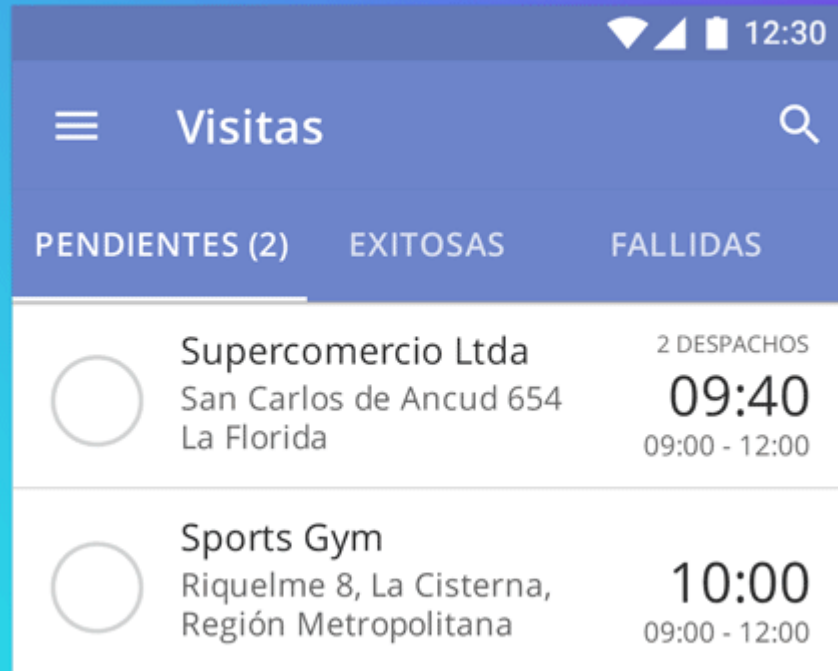 12:30
Visitas
PENDIENTES (2) EXITOSAS FALLIDAS
Supercomercio Ltda
San Carlos de Ancud 654
La Florida
2 DESPACHOS
09:40
09:00 - 12:00
Sports Gym
Riquelme 8, La Cisterna,
Región Metropolitana
10:00
09:00 - 12:00